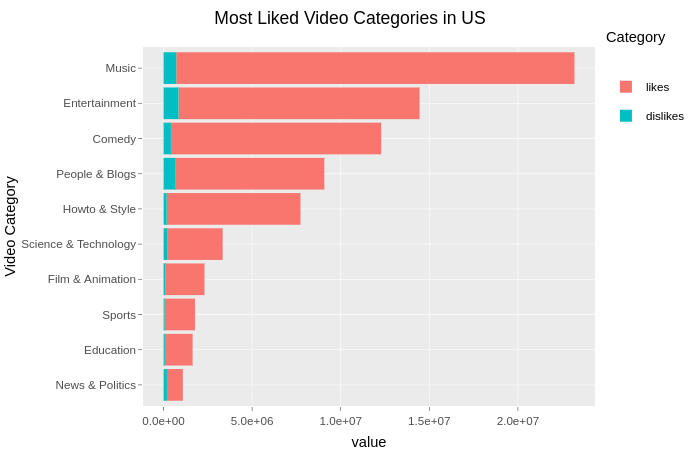 Most Liked Video Categories in US
Category
likes
dislikes
Video Category
Music
Entertainment
Comedy
People & Blogs
Howto & Style
Science & Technology
Film & Animation
Sports
Education
News & Politics
0.0e+00 5.0e+06 1.0e+07 1.5e+07 2.0e+07
value